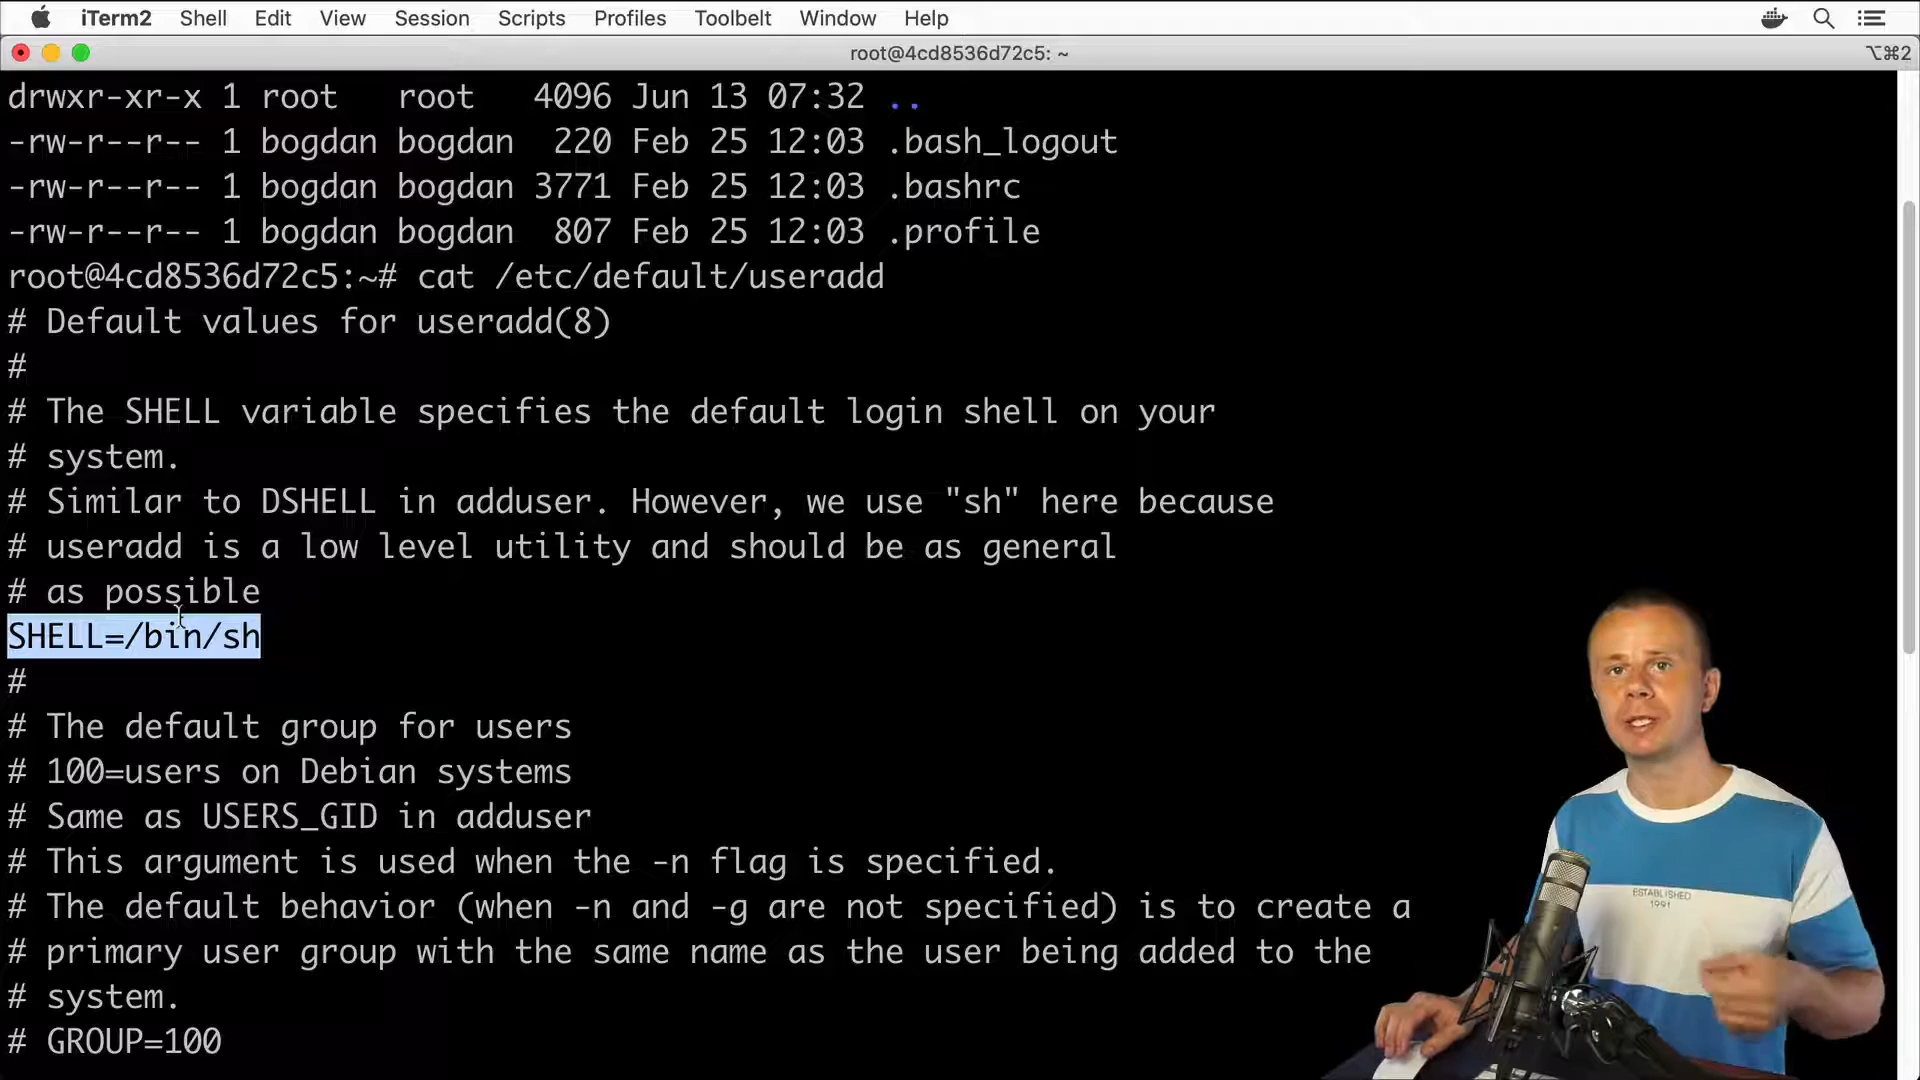 iTerm2 Shell Edit View Session Scripts Profiles Toolbelt Window Help
root@4cd8536d72c5: ~ ⌥⌘2
drwxr-xr-x 1 root   root   4096 Jun 13 07:32 ..
-rw-r--r-- 1 bogdan bogdan  220 Feb 25 12:03 .bash_logout
-rw-r--r-- 1 bogdan bogdan 3771 Feb 25 12:03 .bashrc
-rw-r--r-- 1 bogdan bogdan  807 Feb 25 12:03 .profile
root@4cd8536d72c5:~# cat /etc/default/useradd
# Default values for useradd(8)
#
# The SHELL variable specifies the default login shell on your
# system.
# Similar to DSHELL in adduser. However, we use "sh" here because
# useradd is a low level utility and should be as general
# as possible
SHELL=/bin/sh
#
# The default group for users
# 100=users on Debian systems
# Same as USERS_GID in adduser
# This argument is used when the -n flag is specified.
# The default behavior (when -n and -g are not specified) is to create a
# primary user group with the same name as the user being added to the
# system.
# GROUP=100
ESTABLISHED
1991